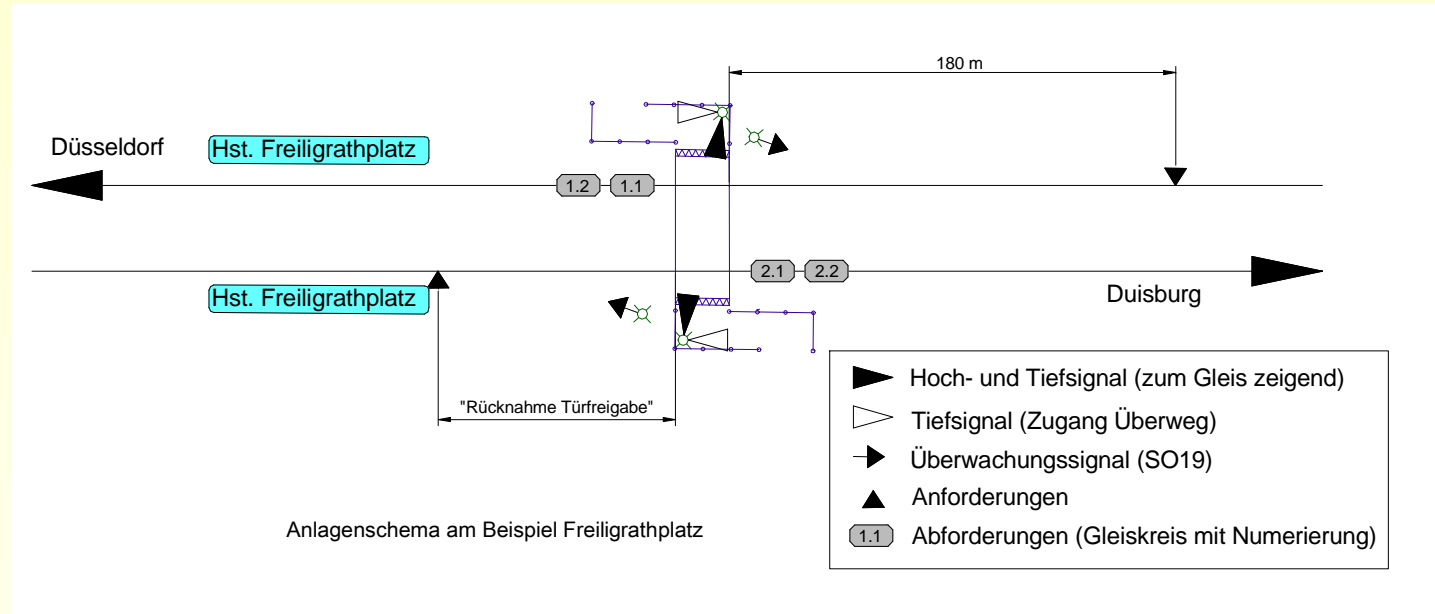 180 m
Düsseldorf
Hst. Freiligrathplatz
1.2
1.1
2.1
2.2
Hst. Freiligrathplatz
Duisburg
"Rücknahme Türfreigabe"
Hoch- und Tiefsignal (zum Gleis zeigend)
Tiefsignal (Zugang Überweg)
Überwachungssignal (SO19)
Anforderungen
1.1 Abforderungen (Gleiskreis mit Numerierung)
Anlagenschema am Beispiel Freiligrathplatz